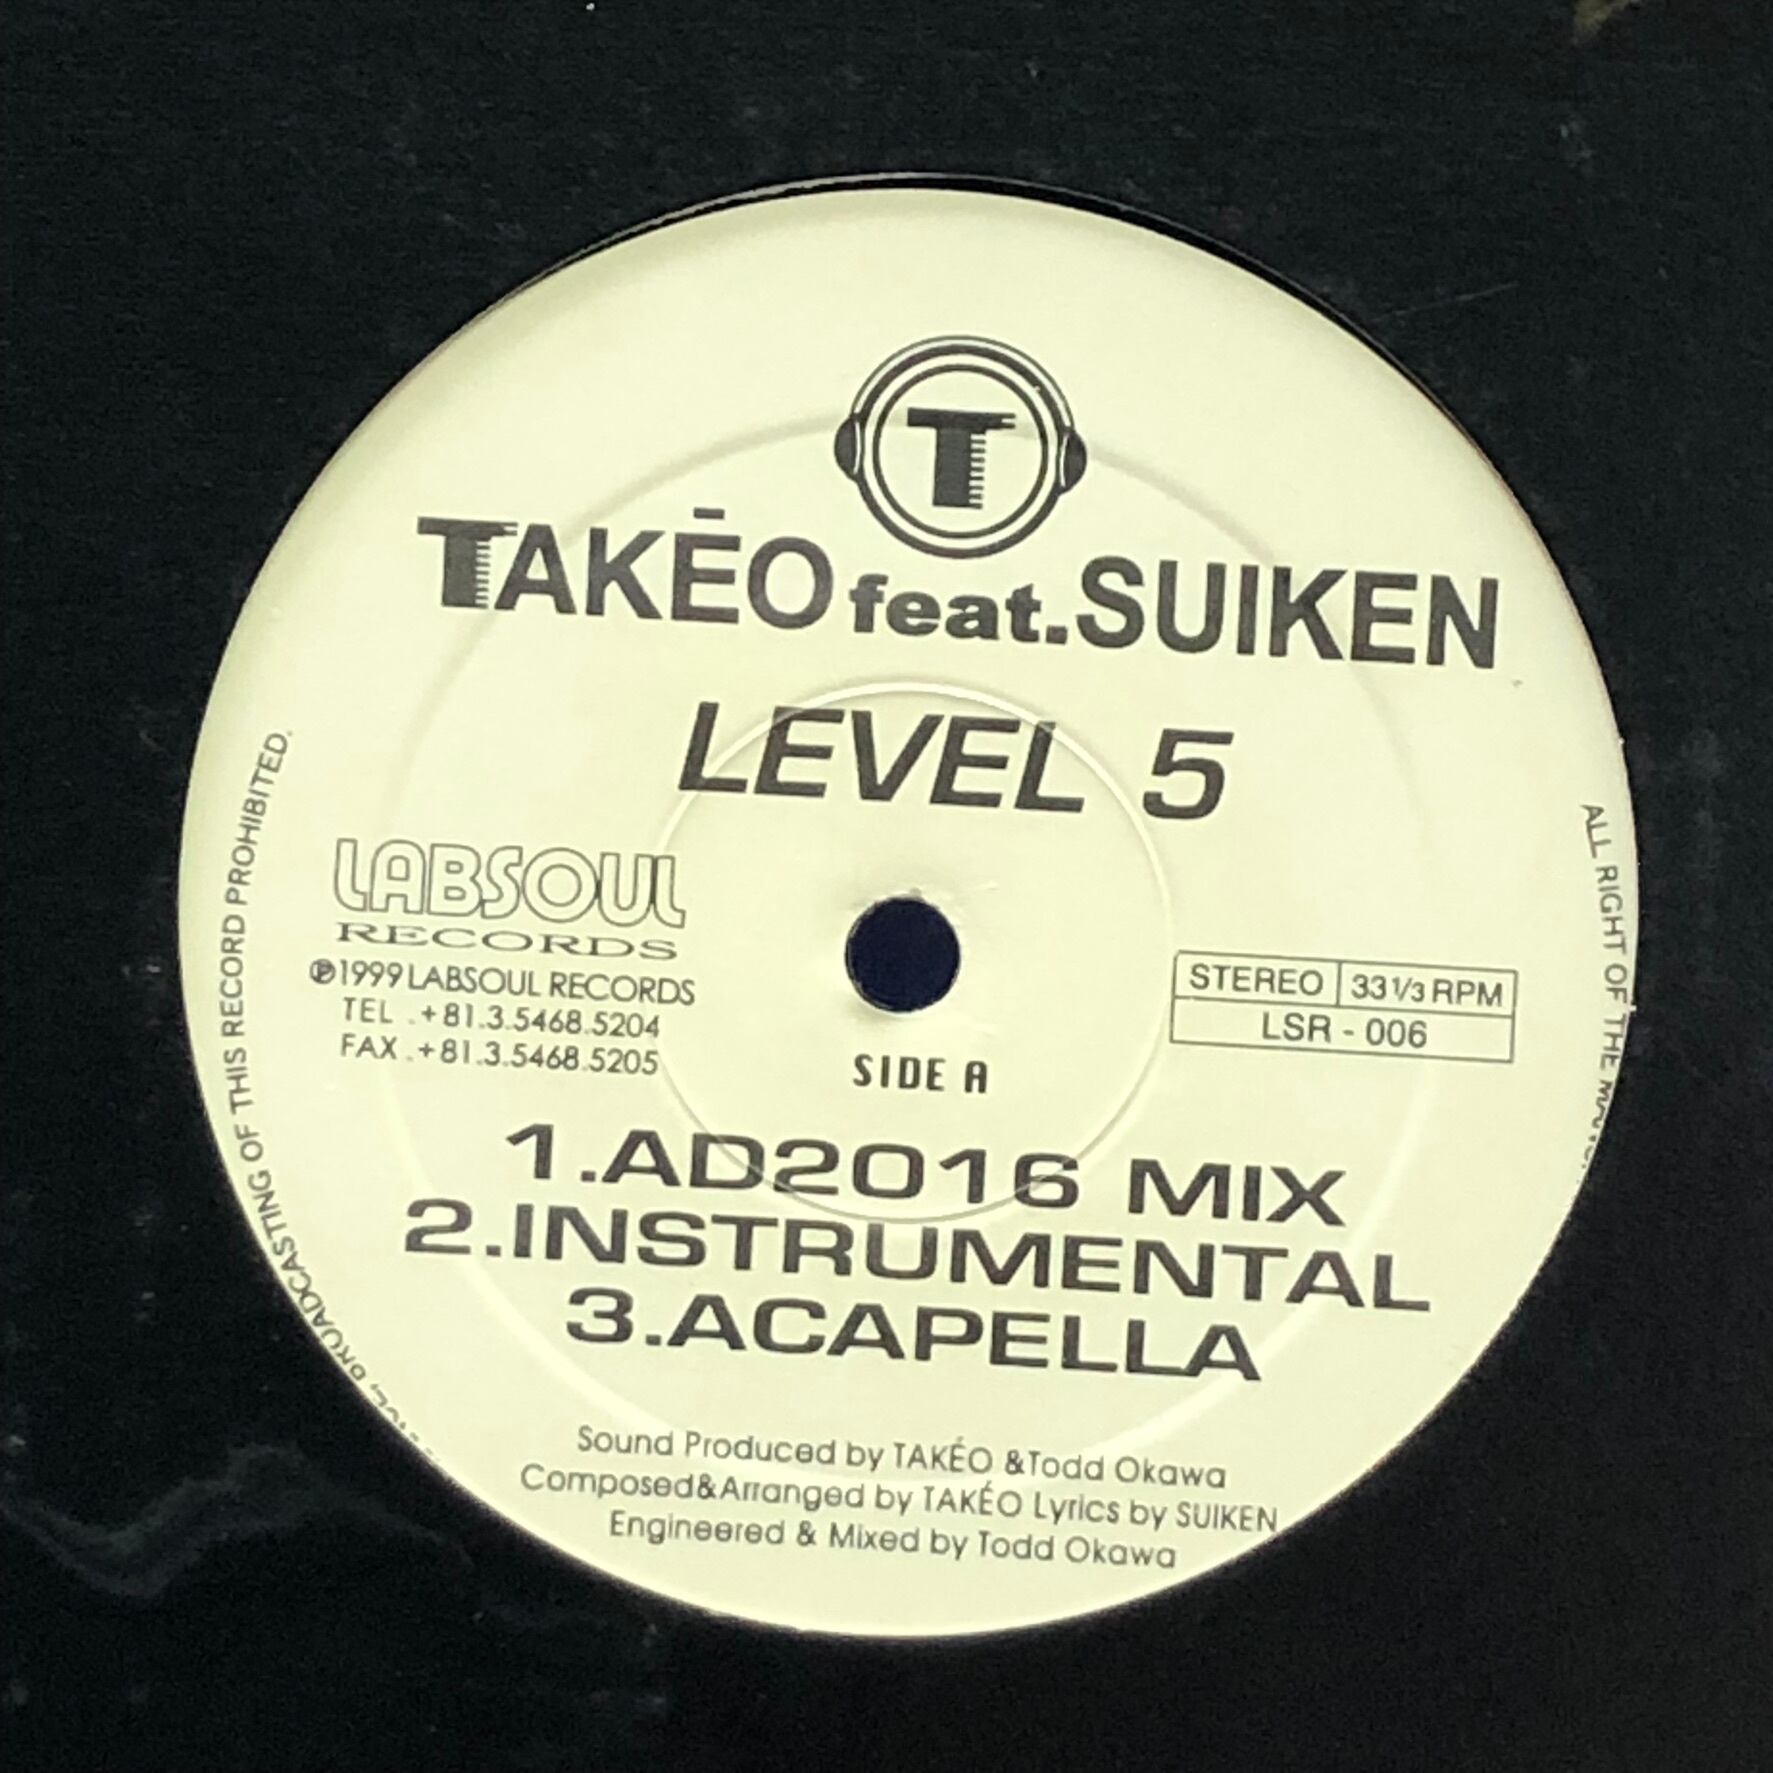 T
TAKĒO feat.SUIKEN
LEVEL 5
LABSOUL
RECORDS
℗1999 LABSOUL RECORDS
TEL .+81.3.5468.5204
FAX .+81.3.5468.5205
STEREO 33 1/3 RPM
LSR - 006
SIDE A
1.AD2016 MIX
2.INSTRUMENTAL
3.ACAPELLA
Sound Produced by TAKÉO &Todd Okawa
Composed&Arranged by TAKÉO Lyrics by SUIKEN
Engineered & Mixed by Todd Okawa
ALL RIGHT OF THE
BROADCASTING OF THIS RECORD PROHIBITED.